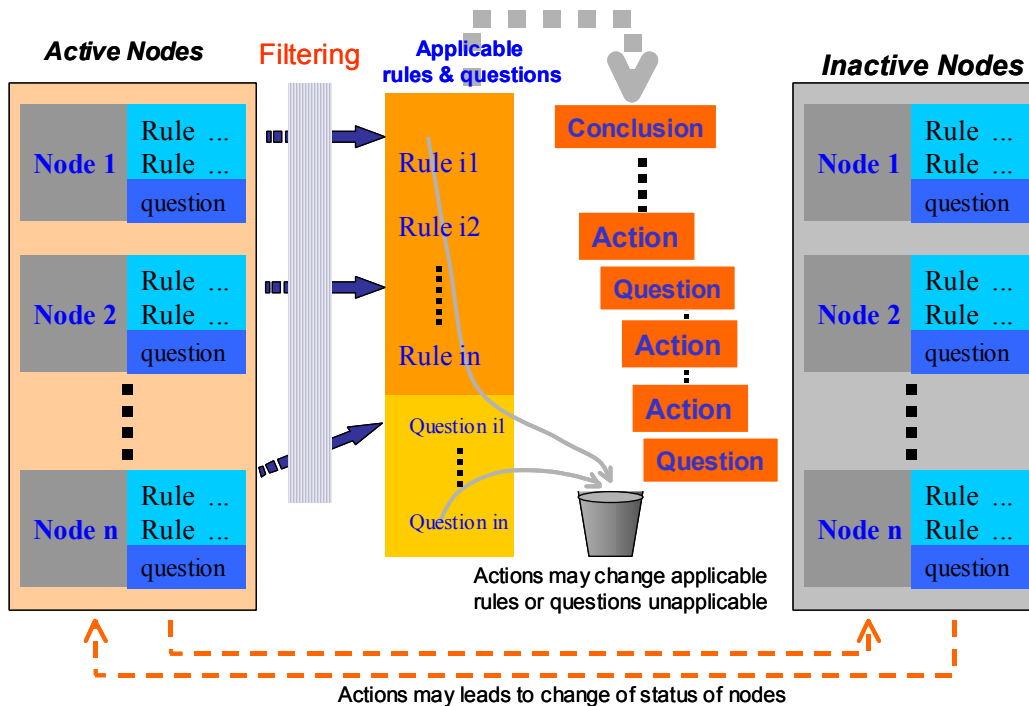 Active Nodes
Node 1
Rule ...
Rule ...
question
Node 2
Rule ...
Rule ...
question
Node n
Rule ...
Rule ...
question
Filtering
Applicable
rules & questions
Rule i1
Rule i2
Rule in
Question il
Question in
Conclusion
Action
Question
Action
Action
Question
Actions may change applicable
rules or questions unapplicable
Inactive Nodes
Node 1
Rule ...
Rule ...
question
Node 2
Rule ...
Rule ...
question
Node n
Rule ...
Rule ...
question
Actions may leads to change of status of nodes